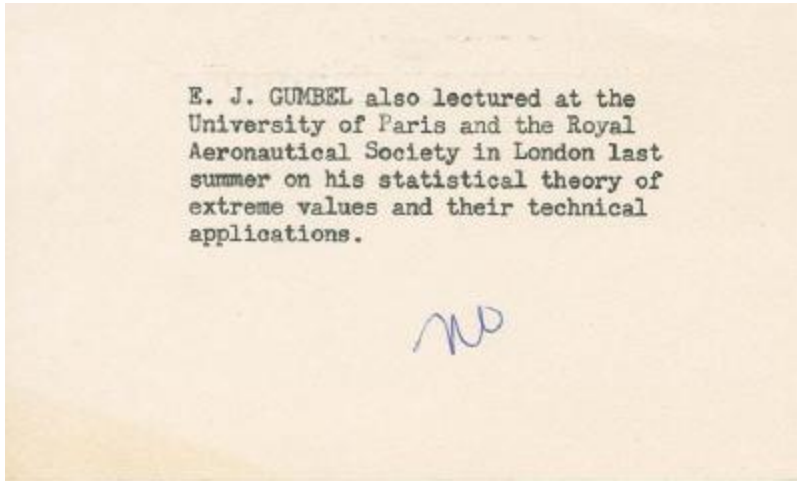 E. J. GUMBEL also lectured at the
University of Paris and the Royal
Aeronautical Society in London last
summer on his statistical theory of
extreme values and their technical
applications.
no